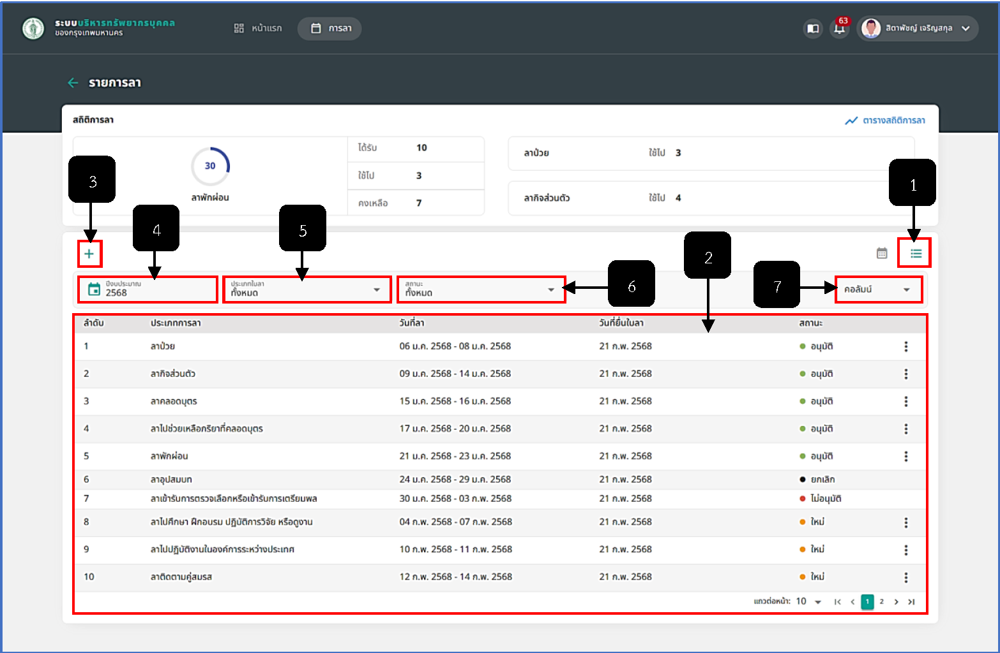 ระบบบริหารทรัพยากรบุคคล
ของกรุงเทพมหานคร
หน้าแรก
การลา
63
สิตาพัชญ์ เจริญสกุล
รายการลา
สถิติการลา
ตารางสถิติการลา
30
ลาพักผ่อน
ได้รับ 10
ใช้ไป 3
คงเหลือ 7
ลาป่วย ใช้ไป 3
ลากิจส่วนตัว ใช้ไป 4
3
4
5
2
6
7
1
ปีงบประมาณ
2568
ประเภทใบลา
ทั้งหมด
สถานะ
ทั้งหมด
คอลัมน์
ลำดับ ประเภทการลา วันที่ลา วันที่ยื่นใบลา สถานะ
1 ลาป่วย 06 ม.ค. 2568 - 08 ม.ค. 2568 21 ก.พ. 2568 อนุมัติ
2 ลากิจส่วนตัว 09 ม.ค. 2568 - 14 ม.ค. 2568 21 ก.พ. 2568 อนุมัติ
3 ลาคลอดบุตร 15 ม.ค. 2568 - 16 ม.ค. 2568 21 ก.พ. 2568 อนุมัติ
4 ลาไปช่วยเหลือภริยาที่คลอดบุตร 17 ม.ค. 2568 - 20 ม.ค. 2568 21 ก.พ. 2568 อนุมัติ
5 ลาพักผ่อน 21 ม.ค. 2568 - 23 ม.ค. 2568 21 ก.พ. 2568 อนุมัติ
6 ลาอุปสมบท 24 ม.ค. 2568 - 29 ม.ค. 2568 21 ก.พ. 2568 ยกเลิก
7 ลาเข้ารับการตรวจเลือกหรือเข้ารับการเตรียมพล 30 ม.ค. 2568 - 03 ก.พ. 2568 21 ก.พ. 2568 ไม่อนุมัติ
8 ลาไปศึกษา ฝึกอบรม ปฏิบัติการวิจัย หรือดูงาน 04 ก.พ. 2568 - 07 ก.พ. 2568 21 ก.พ. 2568 ใหม่
9 ลาไปปฏิบัติงานในองค์การระหว่างประเทศ 10 ก.พ. 2568 - 11 ก.พ. 2568 21 ก.พ. 2568 ใหม่
10 ลาติดตามคู่สมรส 12 ก.พ. 2568 - 14 ก.พ. 2568 21 ก.พ. 2568 ใหม่
แถวต่อหน้า: 10 1 2